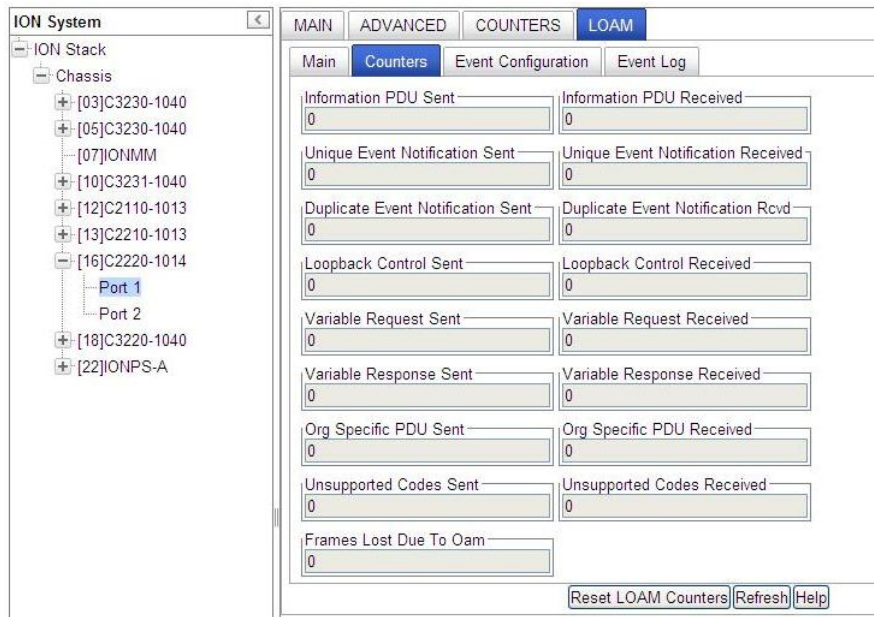 ION System
<
ION Stack
Chassis
[03]C3230-1040
[05]C3230-1040
[07]IONMM
[10]C3231-1040
[12]C2110-1013
[13]C2210-1013
[16]C2220-1014
Port 1
Port 2
[18]C3220-1040
[22]IONPS-A
MAIN ADVANCED COUNTERS LOAM
Main Counters Event Configuration Event Log
Information PDU Sent Information PDU Received
0 0
Unique Event Notification Sent Unique Event Notification Received
0 0
Duplicate Event Notification Sent Duplicate Event Notification Rcvd
0 0
Loopback Control Sent Loopback Control Received
0 0
Variable Request Sent Variable Request Received
0 0
Variable Response Sent Variable Response Received
0 0
Org Specific PDU Sent Org Specific PDU Received
0 0
Unsupported Codes Sent Unsupported Codes Received
0 0
Frames Lost Due To Oam
0
Reset LOAM Counters Refresh Help